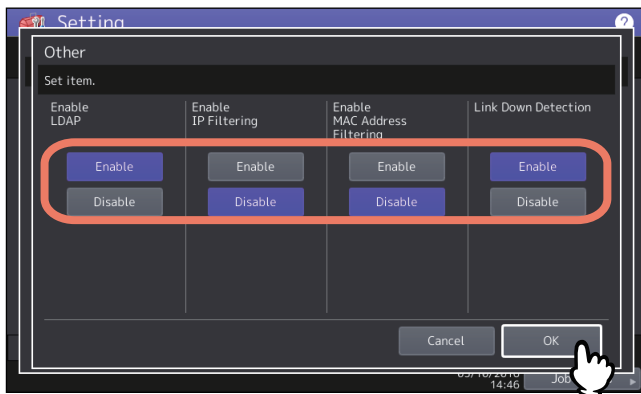 Setting
?
Other
Set item.
Enable
LDAP
Enable
IP Filtering
Enable
MAC Address
Filtering
Link Down Detection
Enable
Enable
Enable
Enable
Disable
Disable
Disable
Disable
Cancel
OK
14:46
Job